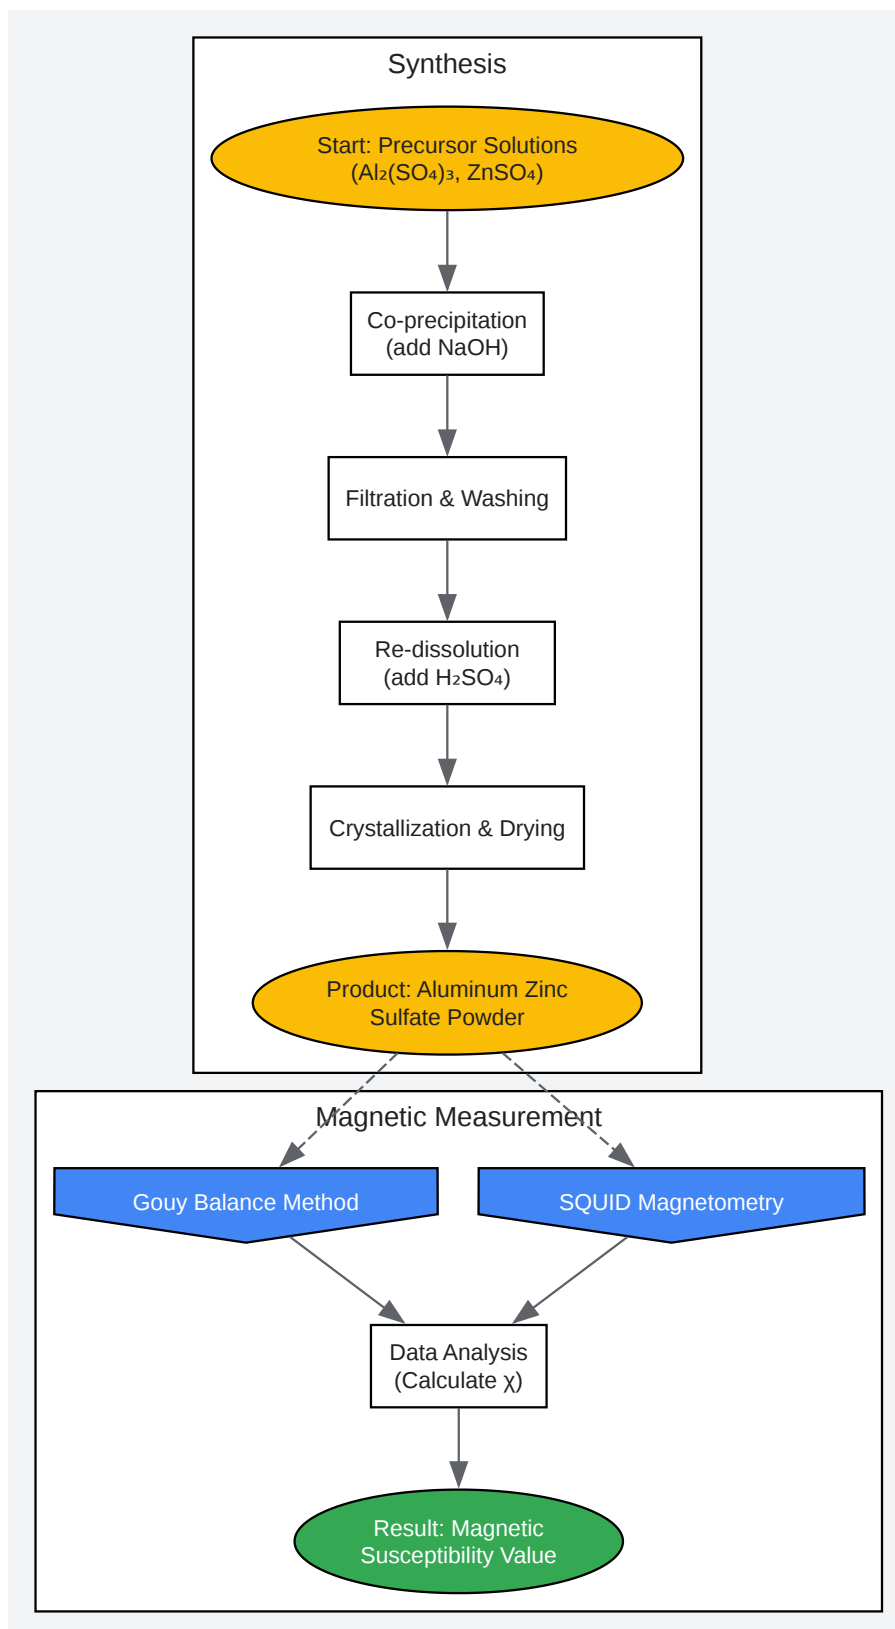 Synthesis
Start: Precursor Solutions
(Al₂(SO₄)₃, ZnSO₄)
Co-precipitation
(add NaOH)
Filtration & Washing
Re-dissolution
(add H₂SO₄)
Crystallization & Drying
Product: Aluminum Zinc
Sulfate Powder
Magnetic Measurement
Gouy Balance Method
SQUID Magnetometry
Data Analysis
(Calculate χ)
Result: Magnetic
Susceptibility Value